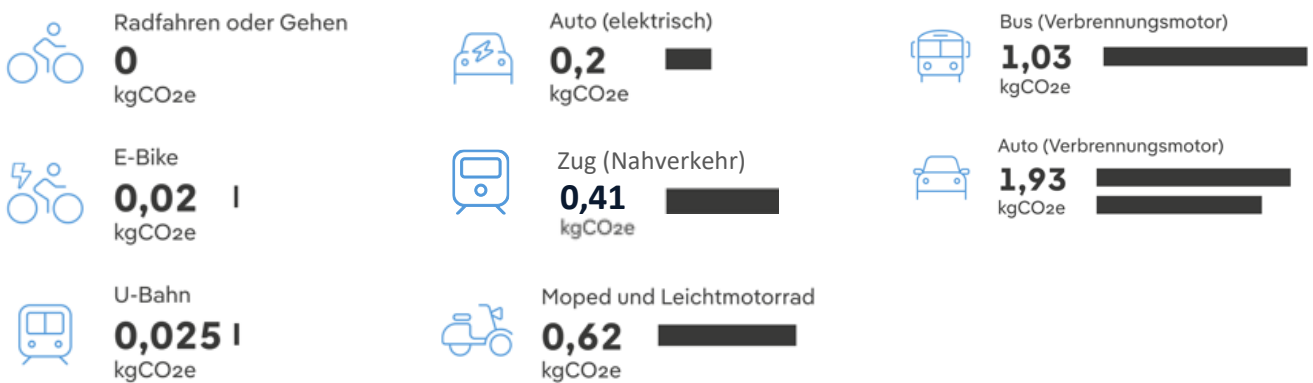 Radfahren oder Gehen
0
kgCO2e
E-Bike
0,02
kgCO2e
U-Bahn
0,025
kgCO2e
Auto (elektrisch)
0,2
kgCO2e
Zug (Nahverkehr)
0,41
kgCO2e
Moped und Leichtmotorrad
0,62
kgCO2e
Bus (Verbrennungsmotor)
1,03
kgCO2e
Auto (Verbrennungsmotor)
1,93
kgCO2e